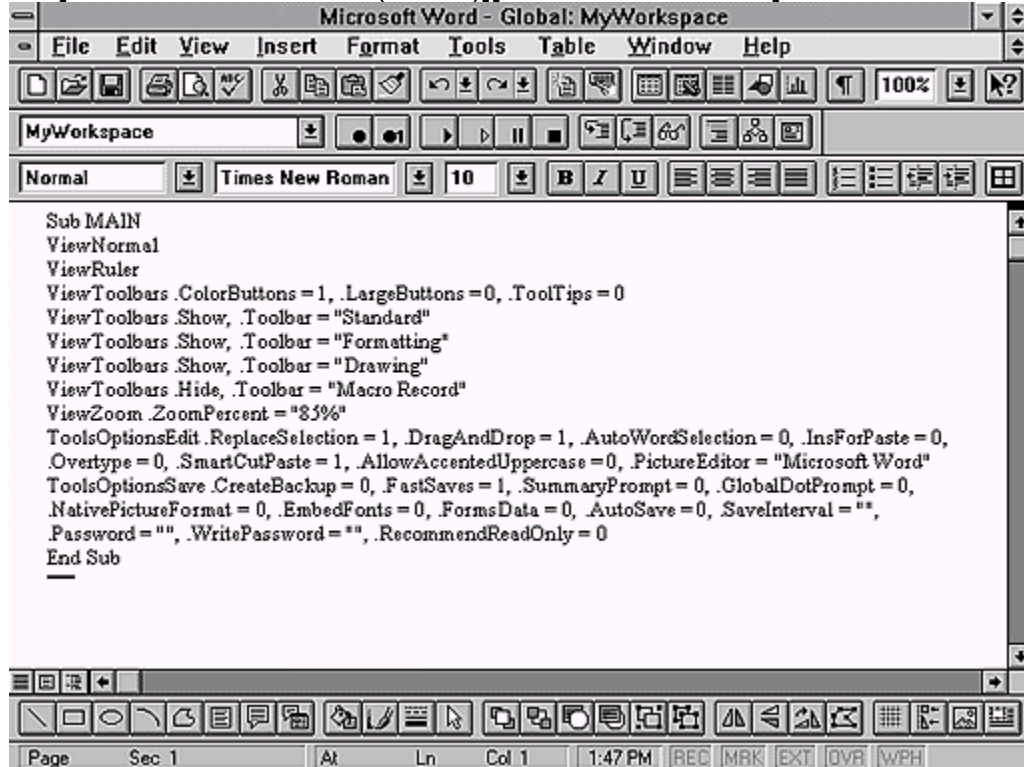 Microsoft Word - Global: MyWorkspace
File Edit View Insert Format Tools Table Window Help
100%
MyWorkspace
Normal Times New Roman 10 B I U
Sub MAIN
ViewNormal
ViewRuler
ViewToolbars .ColorButtons = 1, .LargeButtons = 0, .ToolTips = 0
ViewToolbars .Show, .Toolbar = "Standard"
ViewToolbars .Show, .Toolbar = "Formatting"
ViewToolbars .Show, .Toolbar = "Drawing"
ViewToolbars .Hide, .Toolbar = "Macro Record"
ViewZoom .ZoomPercent = "85%"
ToolsOptionsEdit .ReplaceSelection = 1, .DragAndDrop = 1, .AutoWordSelection = 0, .InsForPaste = 0,
.Overtype = 0, .SmartCutPaste = 1, .AllowAccentedUppercase = 0, .PictureEditor = "Microsoft Word"
ToolsOptionsSave .CreateBackup = 0, .FastSaves = 1, .SummaryPrompt = 0, .GlobalDotPrompt = 0,
.NativePictureFormat = 0, .EmbedFonts = 0, .FormsData = 0, .AutoSave = 0, .SaveInterval = "",
.Password = "", .WritePassword = "", .RecommendReadOnly = 0
End Sub
Page Sec 1 At Ln Col 1 1:47 PM REC MRK EXT OVR WPH